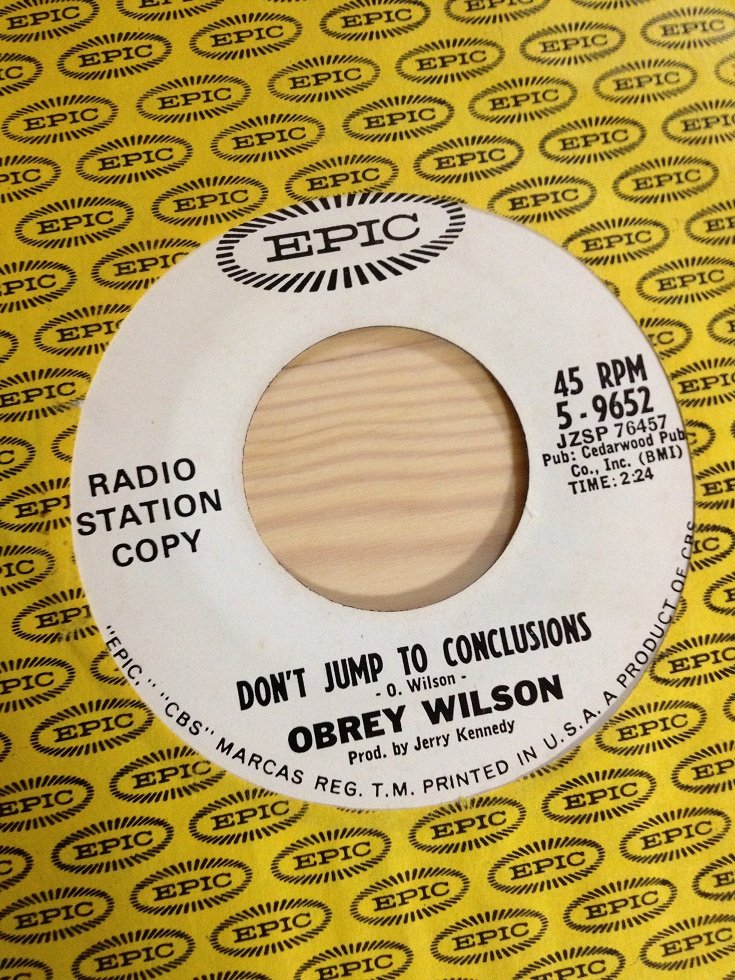 EPIC
45 RPM
5-9652
JZSP 76457
Pub: Cedarwood Pub.
Co., Inc. (BMI)
TIME: 2:24
RADIO
STATION
COPY
DON'T JUMP TO CONCLUSIONS
- O. Wilson -
OBREY WILSON
Prod. by Jerry Kennedy
"EPIC," "CBS" MARCAS REG. T.M. PRINTED IN U.S.A. A PRODUCT OF CBS